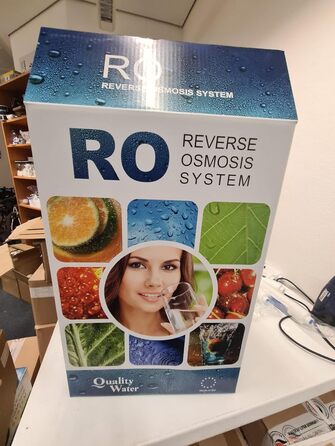 RO
REVERSE OSMOSIS SYSTEM
RO
REVERSE
OSMOSIS
SYSTEM
Quality
Water